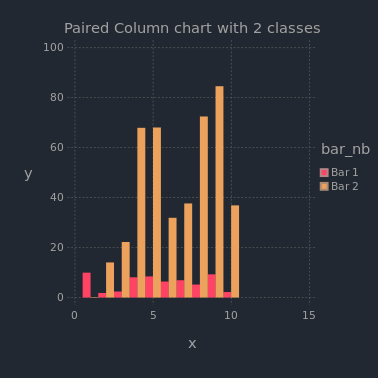 Paired Column chart with 2 classes
100
80
60
40
20
0
y
0 5 10 15
x
bar_nb
Bar 1
Bar 2